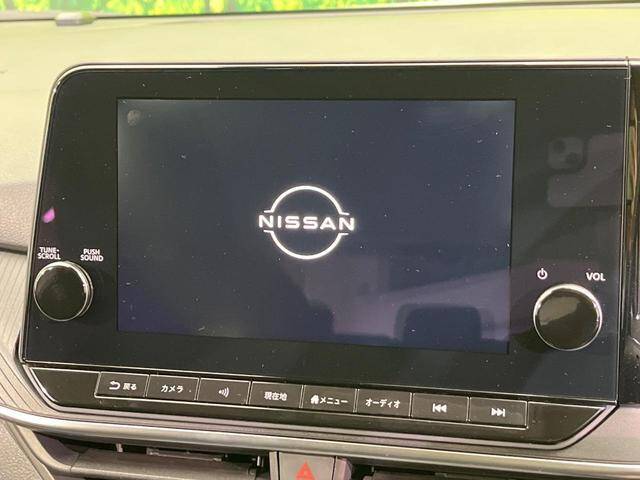 NISSAN
TUNE-
SCROLL
PUSH
SOUND
VOL
戻る
カメラ
現在地
メニュー
オーディオ